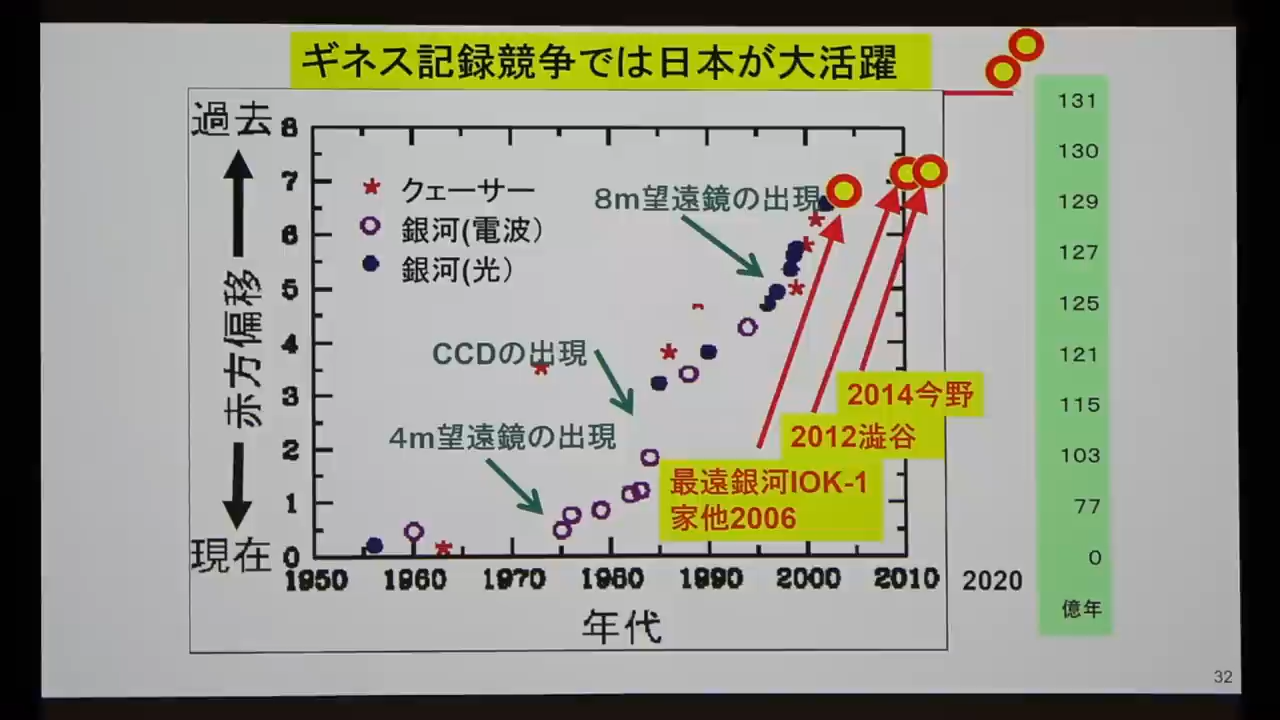 ギネス記録競争では日本が大活躍
過去
赤方偏移
現在
8
7
6
5
4
3
2
1
0
クェーサー
銀河(電波)
銀河(光)
8m望遠鏡の出現
CCDの出現
4m望遠鏡の出現
2014今野
2012澁谷
最遠銀河IOK-1
家他2006
1950 1960 1970 1980 1990 2000 2010 2020
年代
131
130
129
127
125
121
115
103
77
0
億年
32